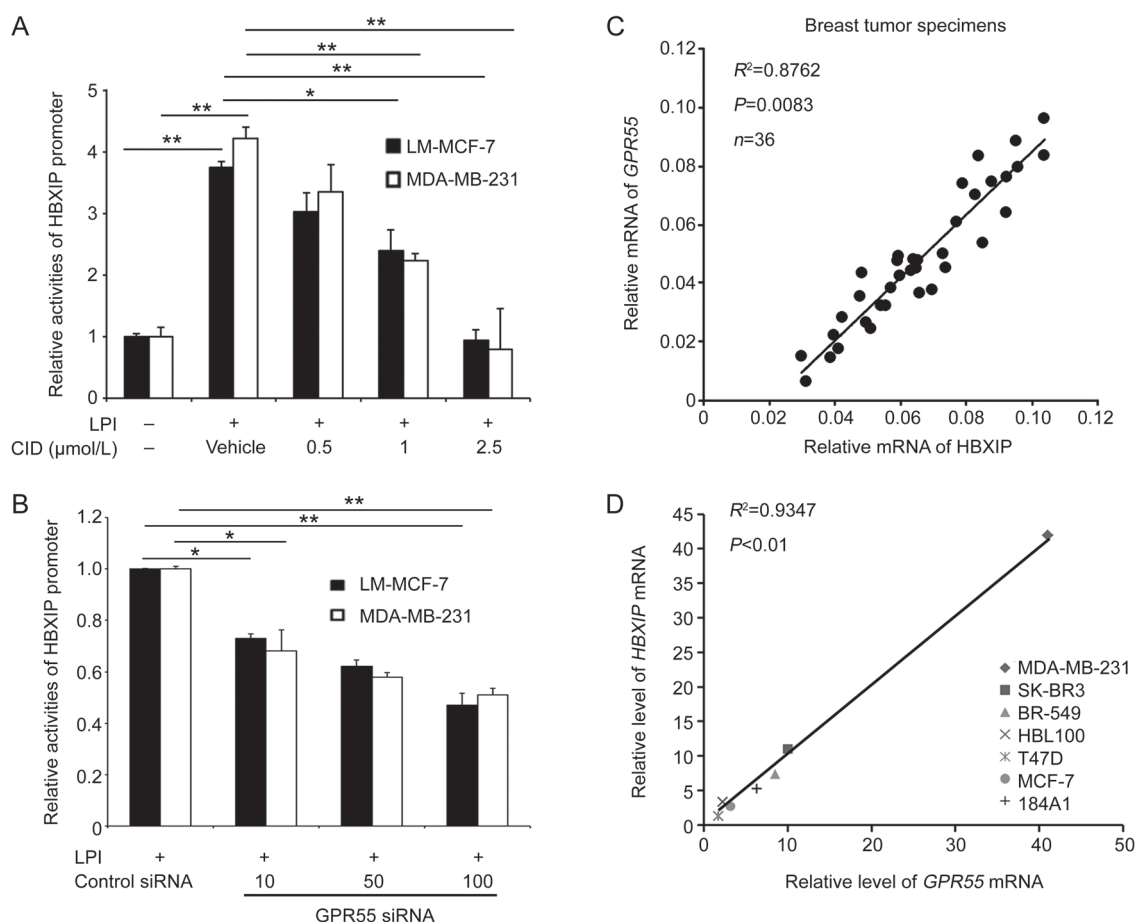 A
Relative activities of HBXIP promoter
**
**
**
*
**
**
5
4
3
2
1
0
LM-MCF-7
MDA-MB-231
LPI – + + + +
CID (μmol/L) – Vehicle 0.5 1 2.5
B
Relative activities of HBXIP promoter
**
**
*
*
1.2
1.0
0.8
0.6
0.4
0.2
0
LM-MCF-7
MDA-MB-231
LPI + + + +
Control siRNA 10 50 100
GPR55 siRNA
C
Breast tumor specimens
Relative mRNA of GPR55
0.12
0.10
0.08
0.06
0.04
0.02
0
R²=0.8762
P=0.0083
n=36
0 0.02 0.04 0.06 0.08 0.10 0.12
Relative mRNA of HBXIP
D
Relative level of HBXIP mRNA
45
40
35
30
25
20
15
10
5
0
R²=0.9347
P<0.01
MDA-MB-231
SK-BR3
BR-549
HBL100
T47D
MCF-7
184A1
0 10 20 30 40 50
Relative level of GPR55 mRNA